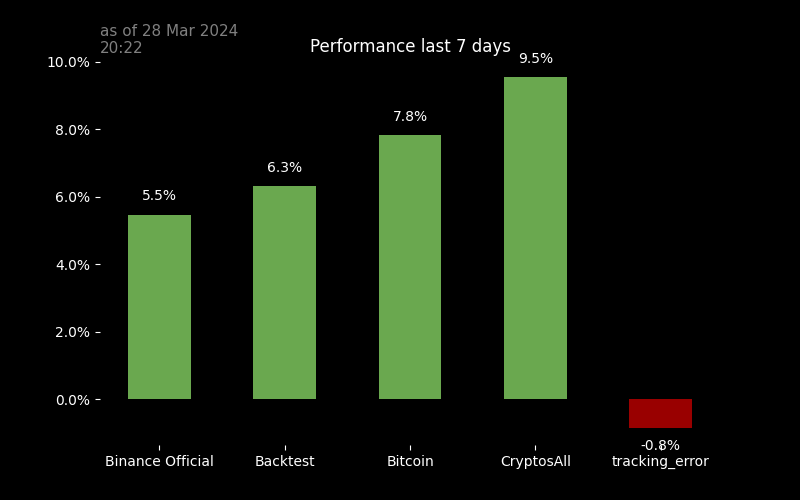 as of 28 Mar 2024
20:22
Performance last 7 days
10.0%
8.0%
6.0%
4.0%
2.0%
0.0%
5.5%
6.3%
7.8%
9.5%
-0.8%
Binance Official
Backtest
Bitcoin
CryptosAll
tracking_error